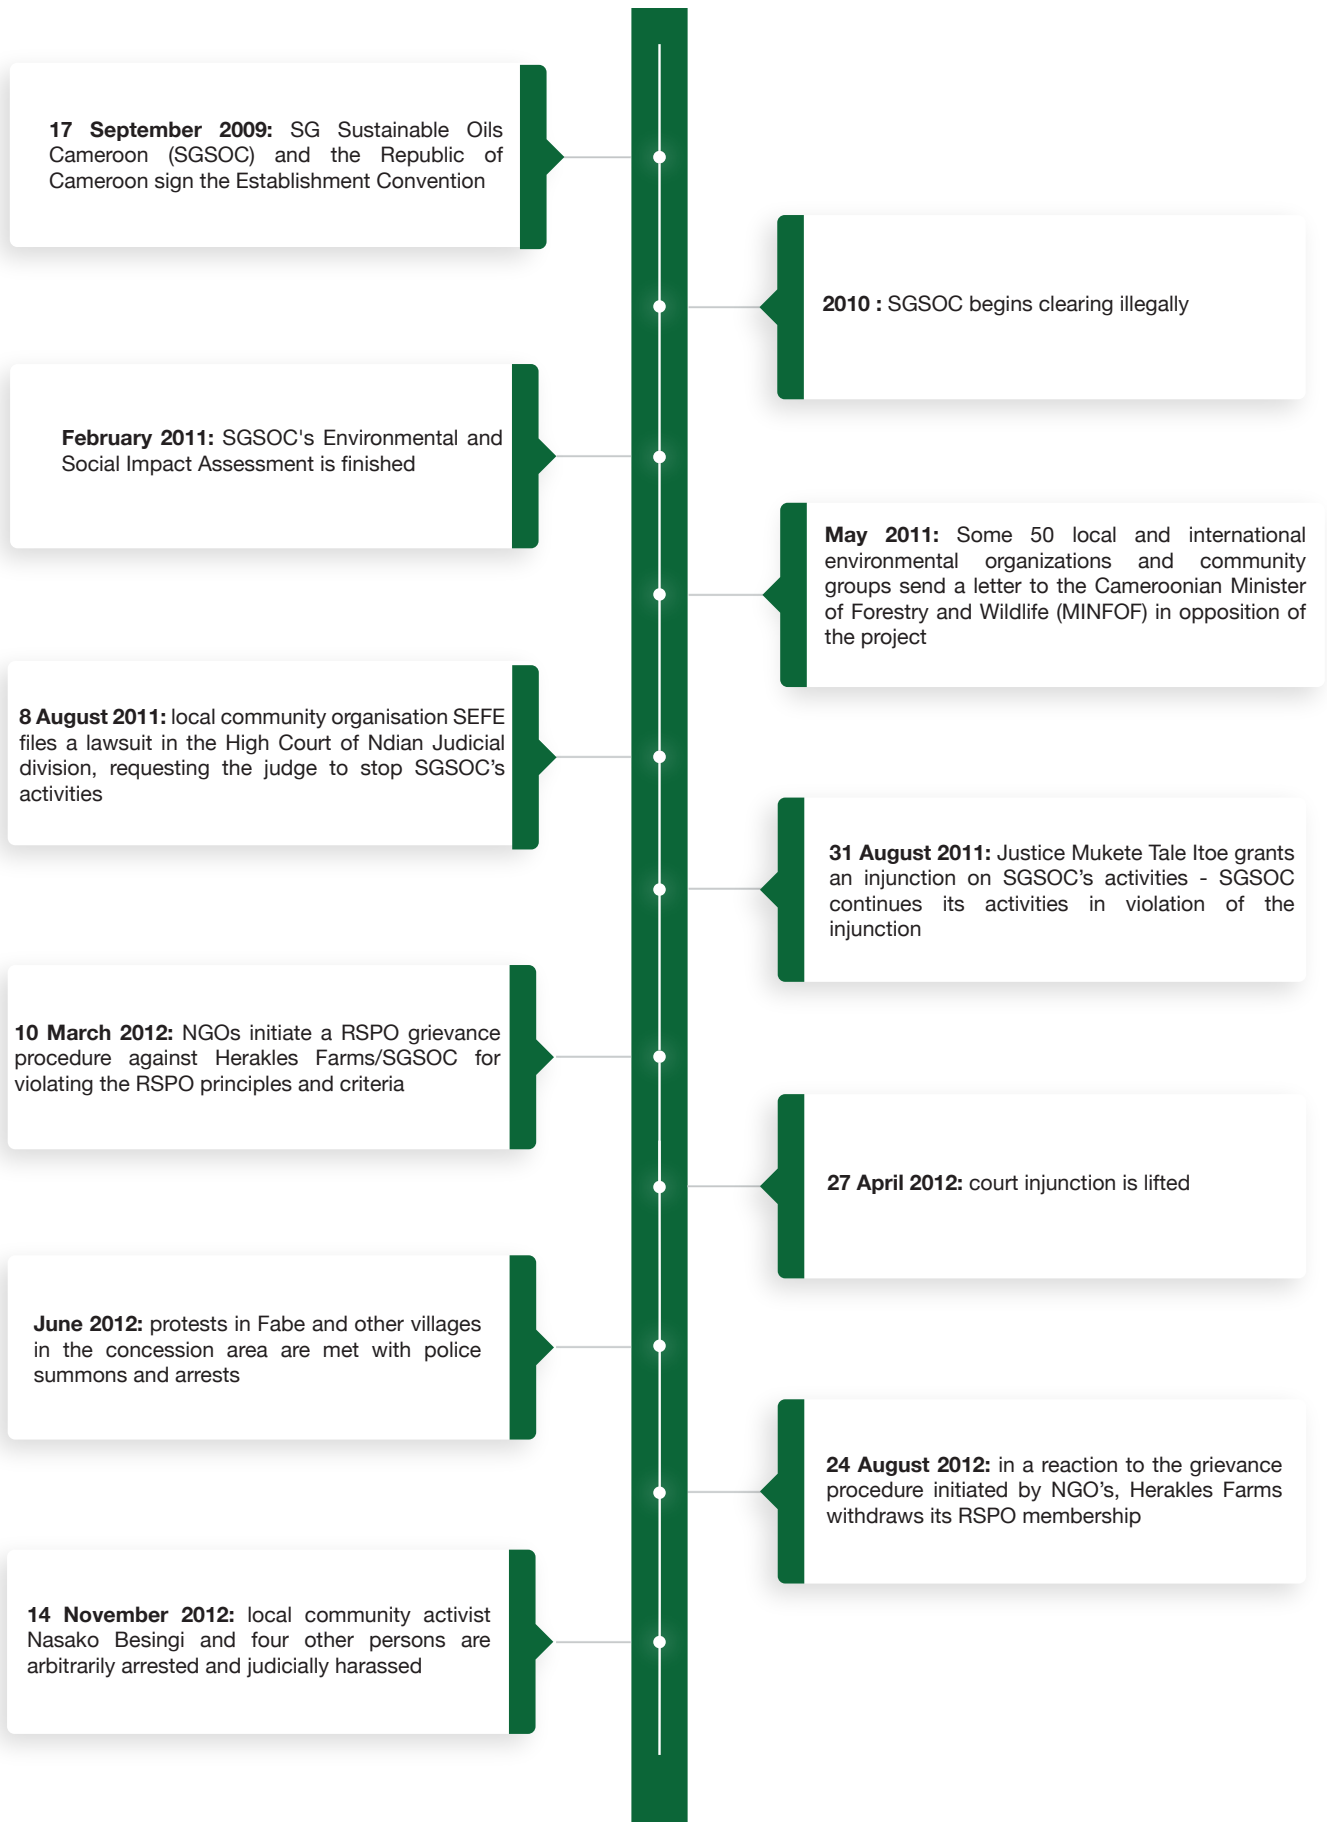 17 September 2009: SG Sustainable Oils
Cameroon (SGSOC) and the Republic of
Cameroon sign the Establishment Convention
2010 : SGSOC begins clearing illegally
February 2011: SGSOC's Environmental and
Social Impact Assessment is finished
May 2011: Some 50 local and international
environmental organizations and community
groups send a letter to the Cameroonian Minister
of Forestry and Wildlife (MINFOF) in opposition of
the project
8 August 2011: local community organisation SEFE
files a lawsuit in the High Court of Ndian Judicial
division, requesting the judge to stop SGSOC’s
activities
31 August 2011: Justice Mukete Tale Itoe grants
an injunction on SGSOC’s activities - SGSOC
continues its activities in violation of the
injunction
10 March 2012: NGOs initiate a RSPO grievance
procedure against Herakles Farms/SGSOC for
violating the RSPO principles and criteria
27 April 2012: court injunction is lifted
June 2012: protests in Fabe and other villages
in the concession area are met with police
summons and arrests
24 August 2012: in a reaction to the grievance
procedure initiated by NGO’s, Herakles Farms
withdraws its RSPO membership
14 November 2012: local community activist
Nasako Besingi and four other persons are
arbitrarily arrested and judicially harassed